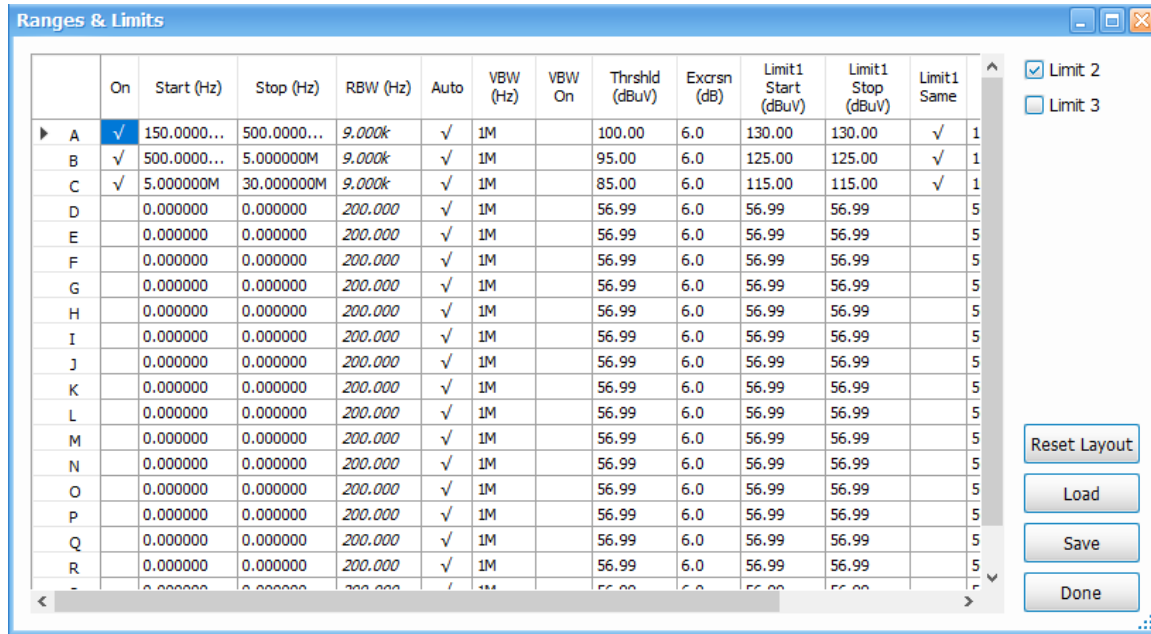 Ranges & Limits
On Start (Hz) Stop (Hz) RBW (Hz) Auto VBW (Hz) VBW On Thrshld (dBuV) Excrsn (dB) Limit1 Start (dBuV) Limit1 Stop (dBuV) Limit1 Same
A √ 150.0000... 500.0000... 9.000k √ 1M 100.00 6.0 130.00 130.00 √ 1
B √ 500.0000... 5.000000M 9.000k √ 1M 95.00 6.0 125.00 125.00 √ 1
C √ 5.000000M 30.000000M 9.000k √ 1M 85.00 6.0 115.00 115.00 √ 1
D 0.000000 0.000000 200.000 √ 1M 56.99 6.0 56.99 56.99 5
E 0.000000 0.000000 200.000 √ 1M 56.99 6.0 56.99 56.99 5
F 0.000000 0.000000 200.000 √ 1M 56.99 6.0 56.99 56.99 5
G 0.000000 0.000000 200.000 √ 1M 56.99 6.0 56.99 56.99 5
H 0.000000 0.000000 200.000 √ 1M 56.99 6.0 56.99 56.99 5
I 0.000000 0.000000 200.000 √ 1M 56.99 6.0 56.99 56.99 5
J 0.000000 0.000000 200.000 √ 1M 56.99 6.0 56.99 56.99 5
K 0.000000 0.000000 200.000 √ 1M 56.99 6.0 56.99 56.99 5
L 0.000000 0.000000 200.000 √ 1M 56.99 6.0 56.99 56.99 5
M 0.000000 0.000000 200.000 √ 1M 56.99 6.0 56.99 56.99 5
N 0.000000 0.000000 200.000 √ 1M 56.99 6.0 56.99 56.99 5
O 0.000000 0.000000 200.000 √ 1M 56.99 6.0 56.99 56.99 5
P 0.000000 0.000000 200.000 √ 1M 56.99 6.0 56.99 56.99 5
Q 0.000000 0.000000 200.000 √ 1M 56.99 6.0 56.99 56.99 5
R 0.000000 0.000000 200.000 √ 1M 56.99 6.0 56.99 56.99 5
Limit 2
Limit 3
Reset Layout
Load
Save
Done